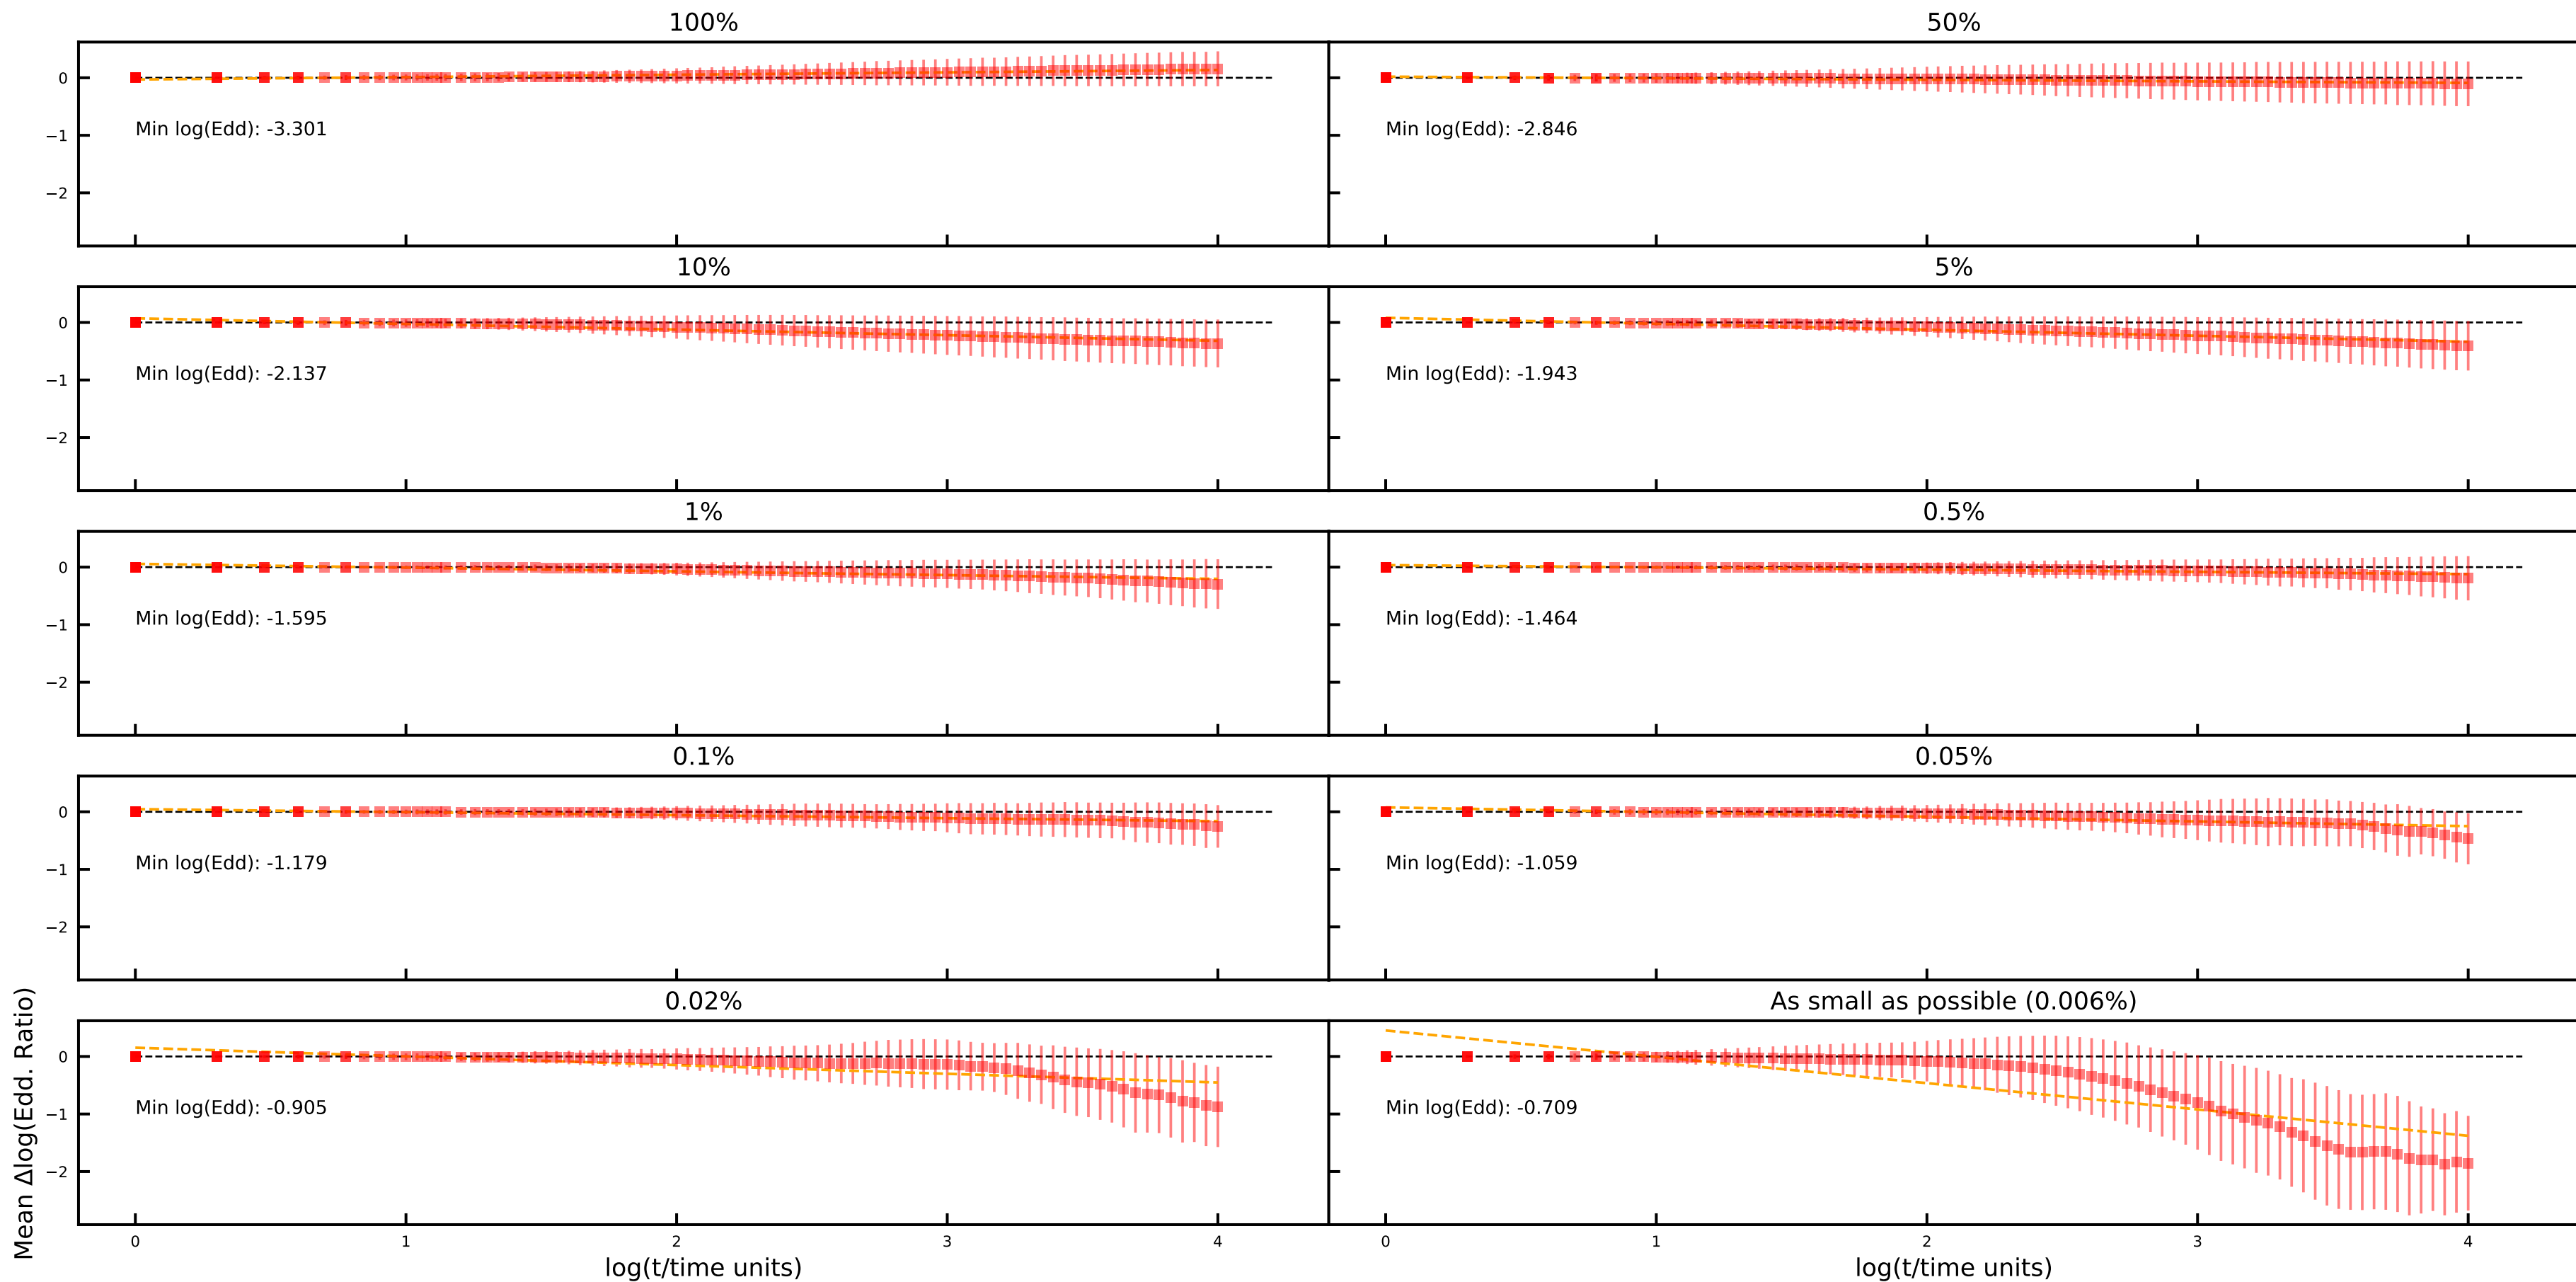 100%
50%
0
−1
−2
Min log(Edd): -3.301
Min log(Edd): -2.846
10%
5%
0
−1
−2
Min log(Edd): -2.137
Min log(Edd): -1.943
1%
0.5%
0
−1
−2
Min log(Edd): -1.595
Min log(Edd): -1.464
0.1%
0.05%
0
−1
−2
Min log(Edd): -1.179
Min log(Edd): -1.059
0.02%
As small as possible (0.006%)
0
−1
−2
Min log(Edd): -0.905
Min log(Edd): -0.709
Mean Δlog(Edd. Ratio)
0 1 2 3 4
0 1 2 3 4
log(t/time units)
log(t/time units)